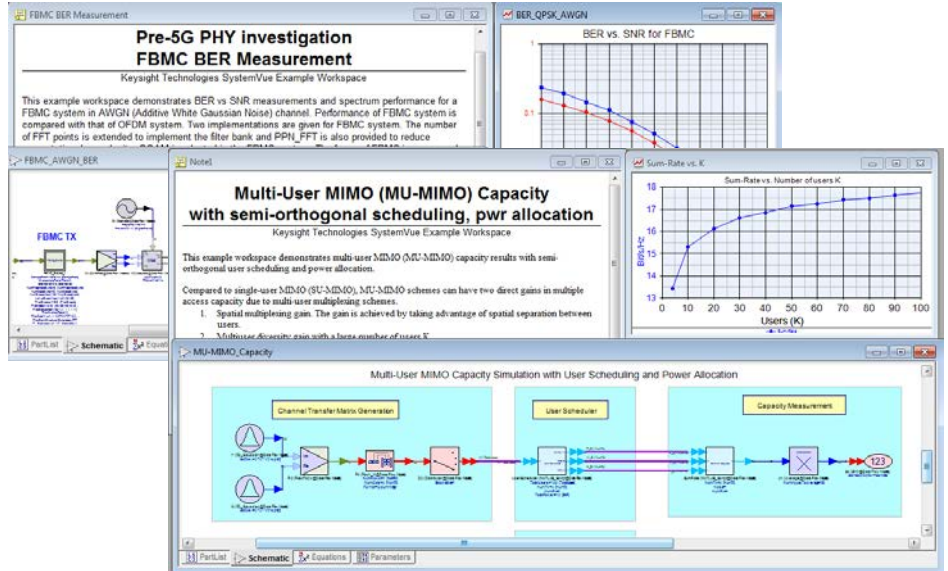 FBMC BER Measurement
Pre-5G PHY investigation
FBMC BER Measurement
Keysight Technologies SystemVue Example Workspace
This example workspace demonstrates BER vs SNR measurements and spectrum performance for a
FBMC system in AWGN (Additive White Gaussian Noise) channel. Performance of FBMC system is
compared with that of OFDM system. Two implementations are given for FBMC system. The number
of FFT points is extended to implement the filter bank and PPN_FFT is also provided to reduce
BER_QPSK_AWGN
BER vs. SNR for FBMC
1
0.1
FBMC_AWGN_BER
FBMC TX
PartList
Schematic
Equati
Note1
Multi-User MIMO (MU-MIMO) Capacity
with semi-orthogonal scheduling, pwr allocation
Keysight Technologies SystemVue Example Workspace
This example workspace demonstrates multi-user MIMO (MU-MIMO) capacity results with semi-
orthogonal user scheduling and power allocation.
Compared to single-user MIMO (SU-MIMO), MU-MIMO schemes can have two direct gains in multiple
access capacity due to multi-user multiplexing schemes.
1. Spatial multiplexing gain. The gain is achieved by taking advantage of spatial separation between
users.
2. Multiuser diversity gain with a large number of users K
Sum-Rate vs. K
Sum-Rate vs. Number of users K
Bits/s/Hz
18
17
16
15
14
13
0 10 20 30 40 50 60 70 80 90 100
Users (K)
MU-MIMO_Capacity
Multi-User MIMO Capacity Simulation with User Scheduling and Power Allocation
Channel Transfer Matrix Generation
User Scheduler
Capacity Measurement
123
PartList
Schematic
Equations
Parameters